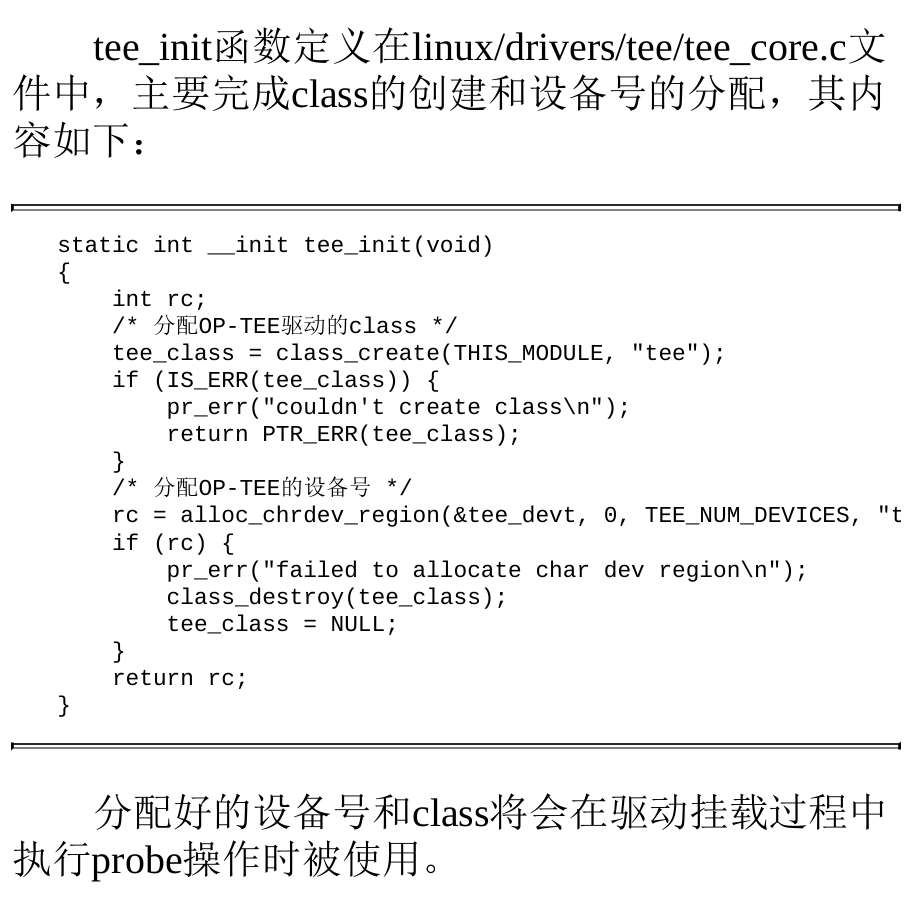 tee_init函数定义在linux/drivers/tee/tee_core.c文
件中，主要完成class的创建和设备号的分配，其内
容如下：
static int __init tee_init(void)
{
    int rc;
    /* 分配OP-TEE驱动的class */
    tee_class = class_create(THIS_MODULE, "tee");
    if (IS_ERR(tee_class)) {
        pr_err("couldn't create class\n");
        return PTR_ERR(tee_class);
    }
    /* 分配OP-TEE的设备号 */
    rc = alloc_chrdev_region(&tee_devt, 0, TEE_NUM_DEVICES, "t
    if (rc) {
        pr_err("failed to allocate char dev region\n");
        class_destroy(tee_class);
        tee_class = NULL;
    }
    return rc;
}
分配好的设备号和class将会在驱动挂载过程中
执行probe操作时被使用。